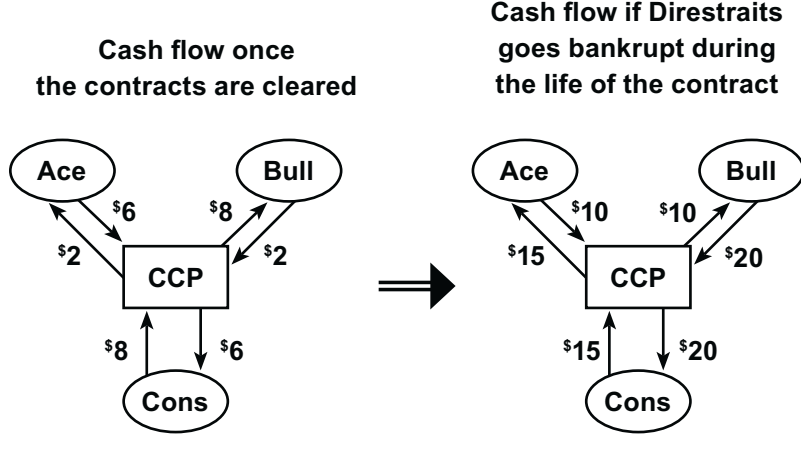 Cash flow once
the contracts are cleared
Ace
Bull
$6
$8
$2
$2
CCP
$8
$6
Cons
Cash flow if Direstraits
goes bankrupt during
the life of the contract
Ace
Bull
$10
$10
$15
$20
CCP
$15
$20
Cons